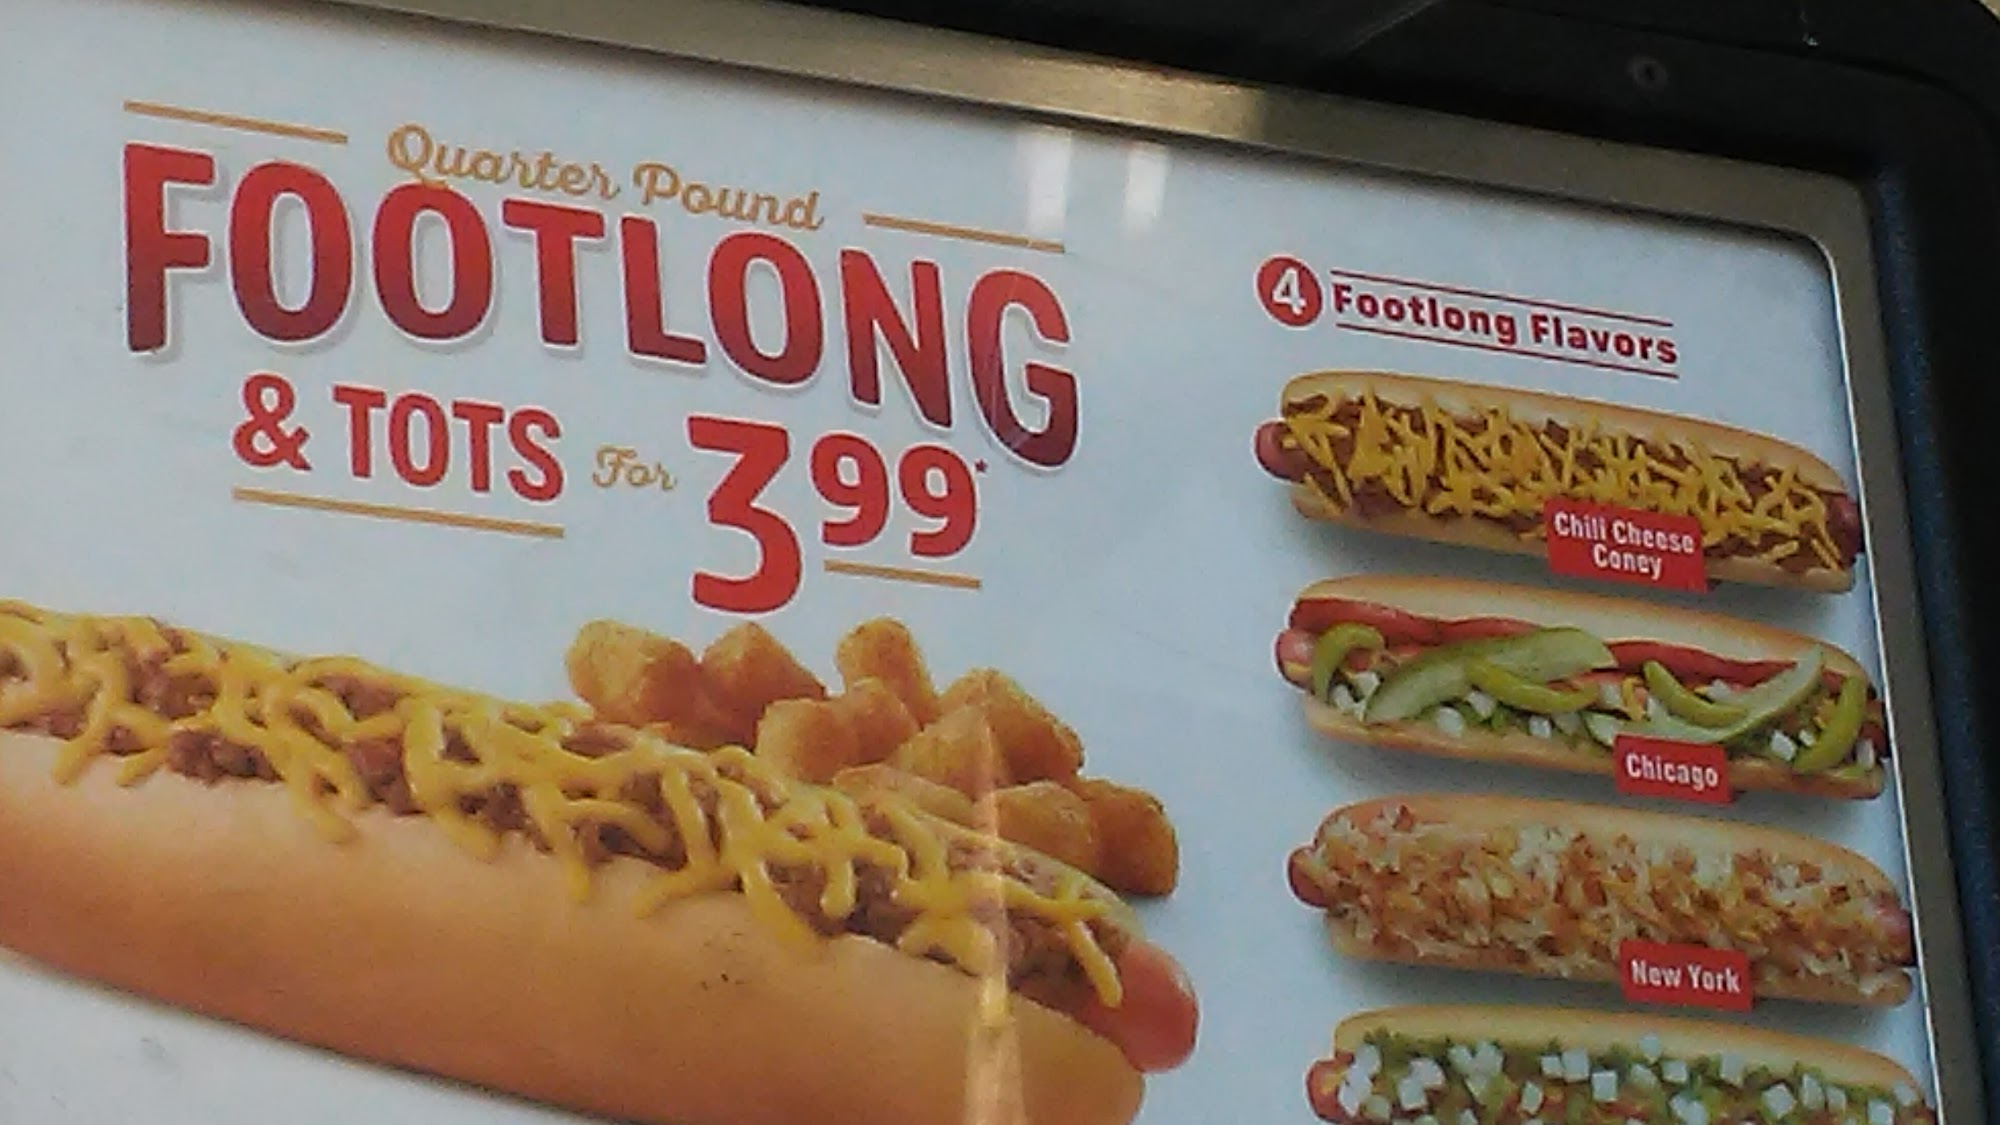 Quarter Pound
FOOTLONG
& TOTS For 3.99*
4 Footlong Flavors
Chili Cheese
Coney
Chicago
New York